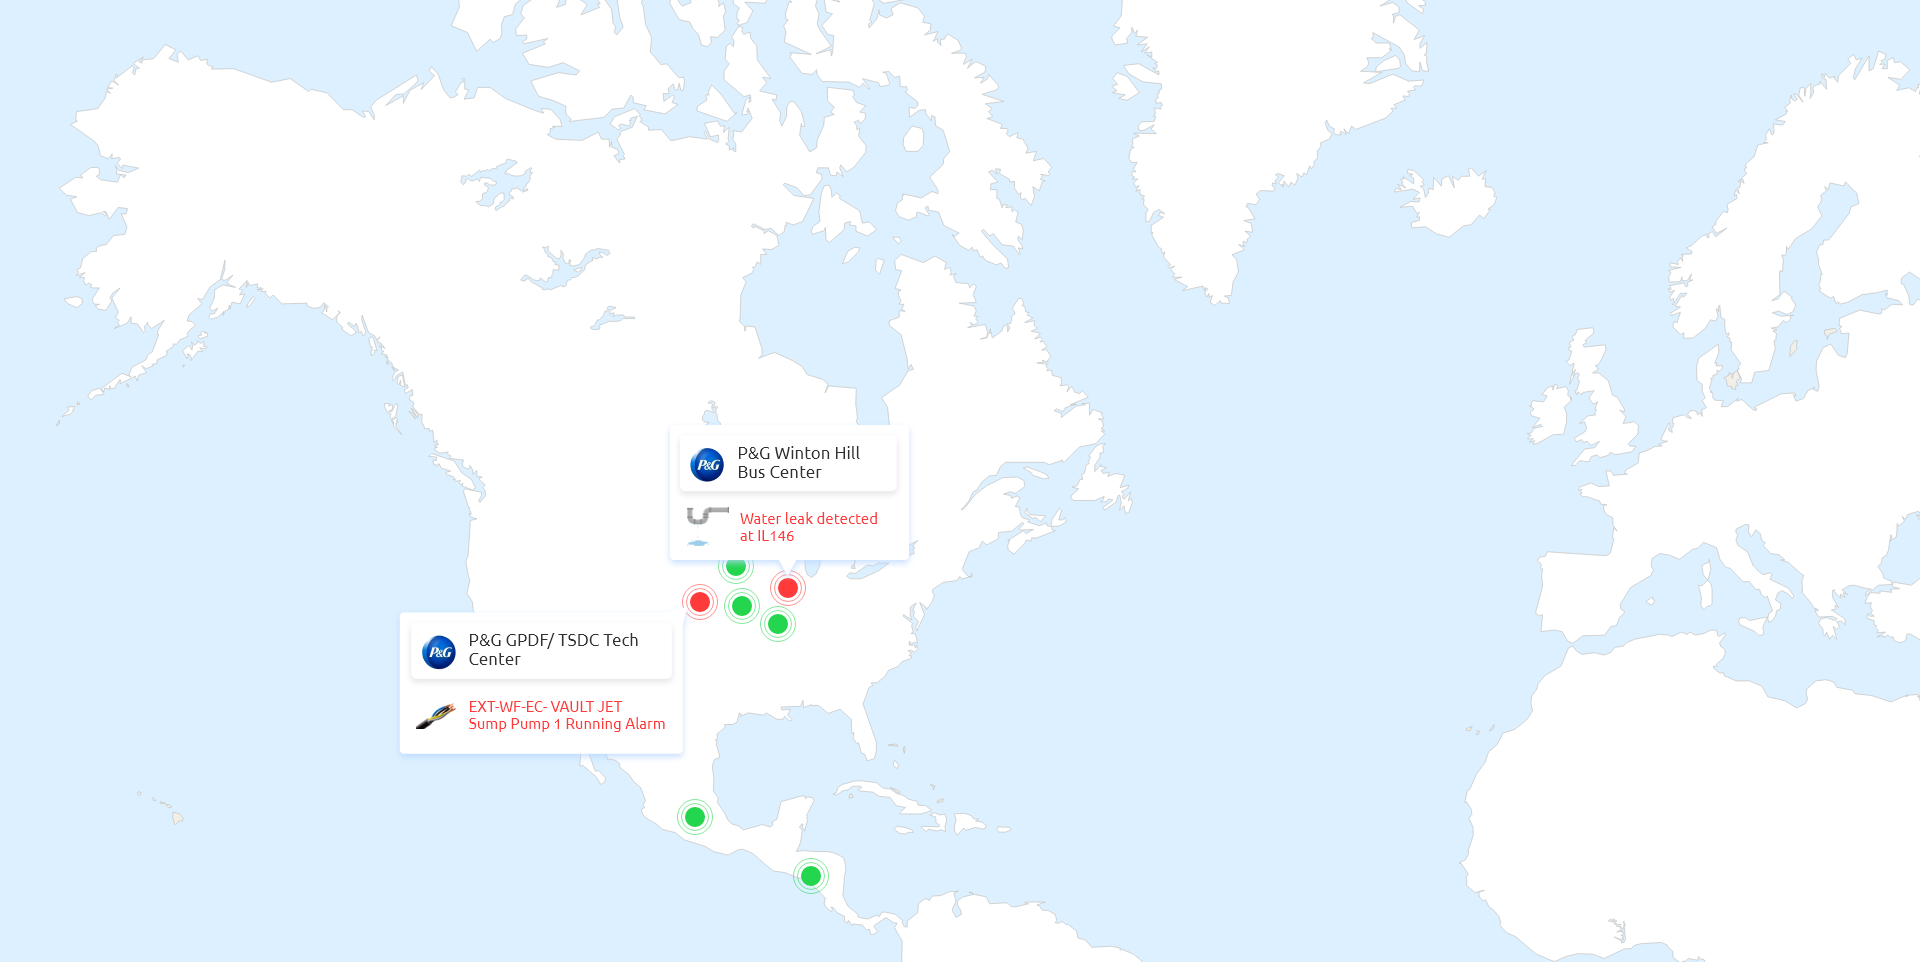 P&G
P&G Winton Hill
Bus Center
Water leak detected
at IL146
P&G
P&G GPDF/ TSDC Tech
Center
EXT-WF-EC- VAULT JET
Sump Pump 1 Running Alarm